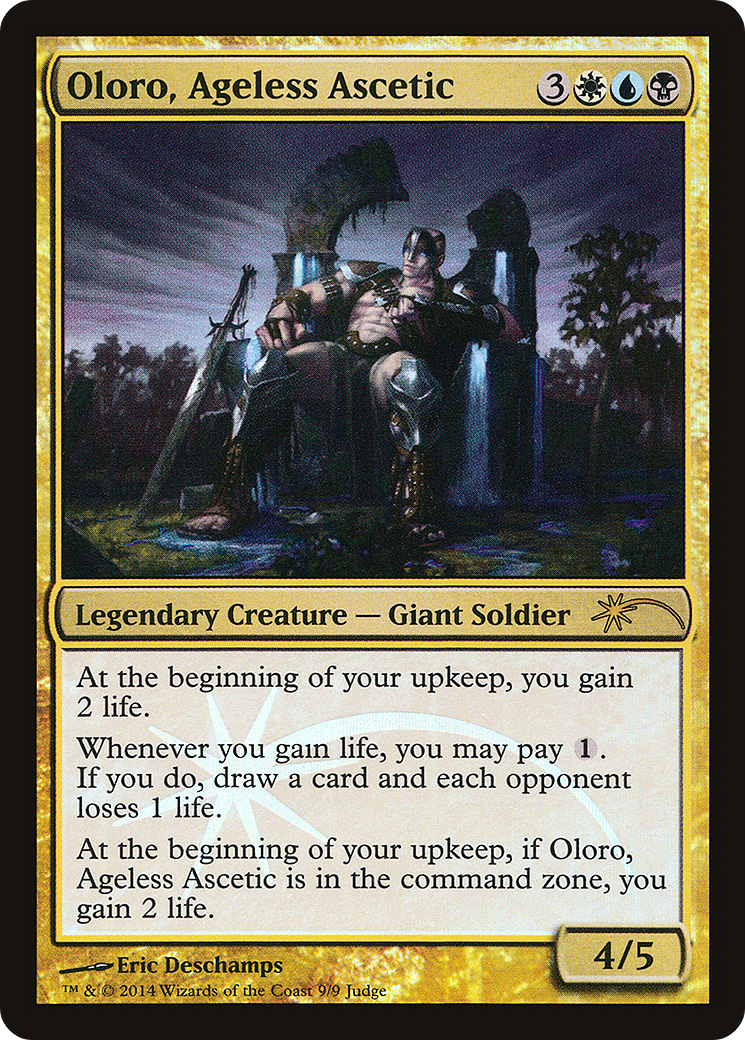 Oloro, Ageless Ascetic 3
Legendary Creature — Giant Soldier
At the beginning of your upkeep, you gain
2 life.
Whenever you gain life, you may pay 1.
If you do, draw a card and each opponent
loses 1 life.
At the beginning of your upkeep, if Oloro,
Ageless Ascetic is in the command zone, you
gain 2 life.
4/5
Eric Deschamps
™ & © 2014 Wizards of the Coast 9/9 Judge